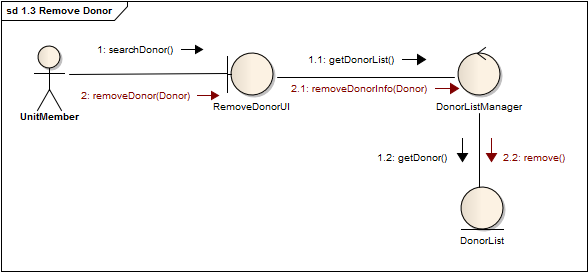 sd 1.3 Remove Donor
1: searchDonor()
1.1: getDonorList()
2: removeDonor(Donor)
2.1: removeDonorInfo(Donor)
UnitMember
RemoveDonorUI
DonorListManager
1.2: getDonor()
2.2: remove()
DonorList